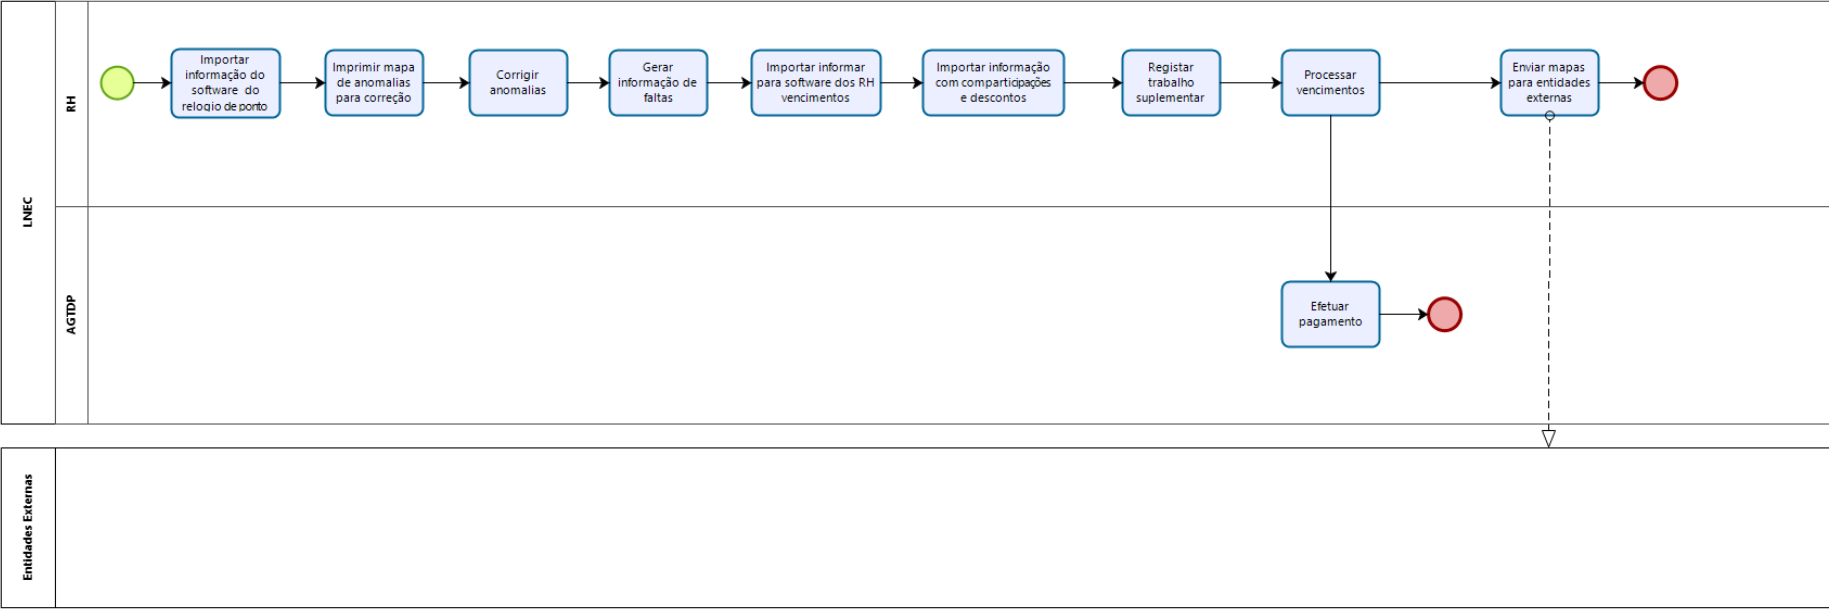 LNEC
RH
Importar
informação do
software do
relogio de ponto
Imprimir mapa
de anomalias
para correção
Corrigir
anomalias
Gerar
informação de
faltas
Importar informar
para software dos RH
vencimentos
Importar informação
com comparticipações
e descontos
Registar
trabalho
suplementar
Processar
vencimentos
Enviar mapas
para entidades
externas
AGTDP
Efetuar
pagamento
Entidades Externas